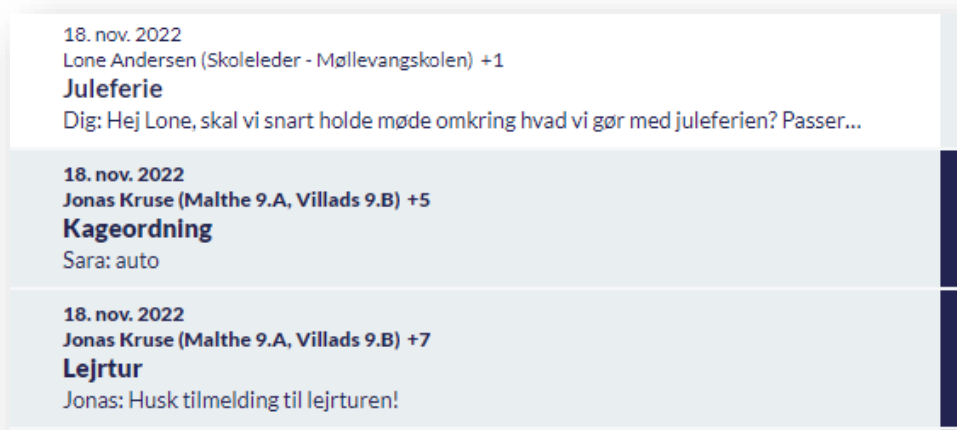 18. nov. 2022
Lone Andersen (Skoleleder - Møllevangskolen) +1
Juleferie
Dig: Hej Lone, skal vi snart holde møde omkring hvad vi gør med juleferien? Passer...
18. nov. 2022
Jonas Kruse (Malthe 9.A, Villads 9.B) +5
Kageordning
Sara: auto
18. nov. 2022
Jonas Kruse (Malthe 9.A, Villads 9.B) +7
Lejrtur
Jonas: Husk tilmelding til lejrturen!